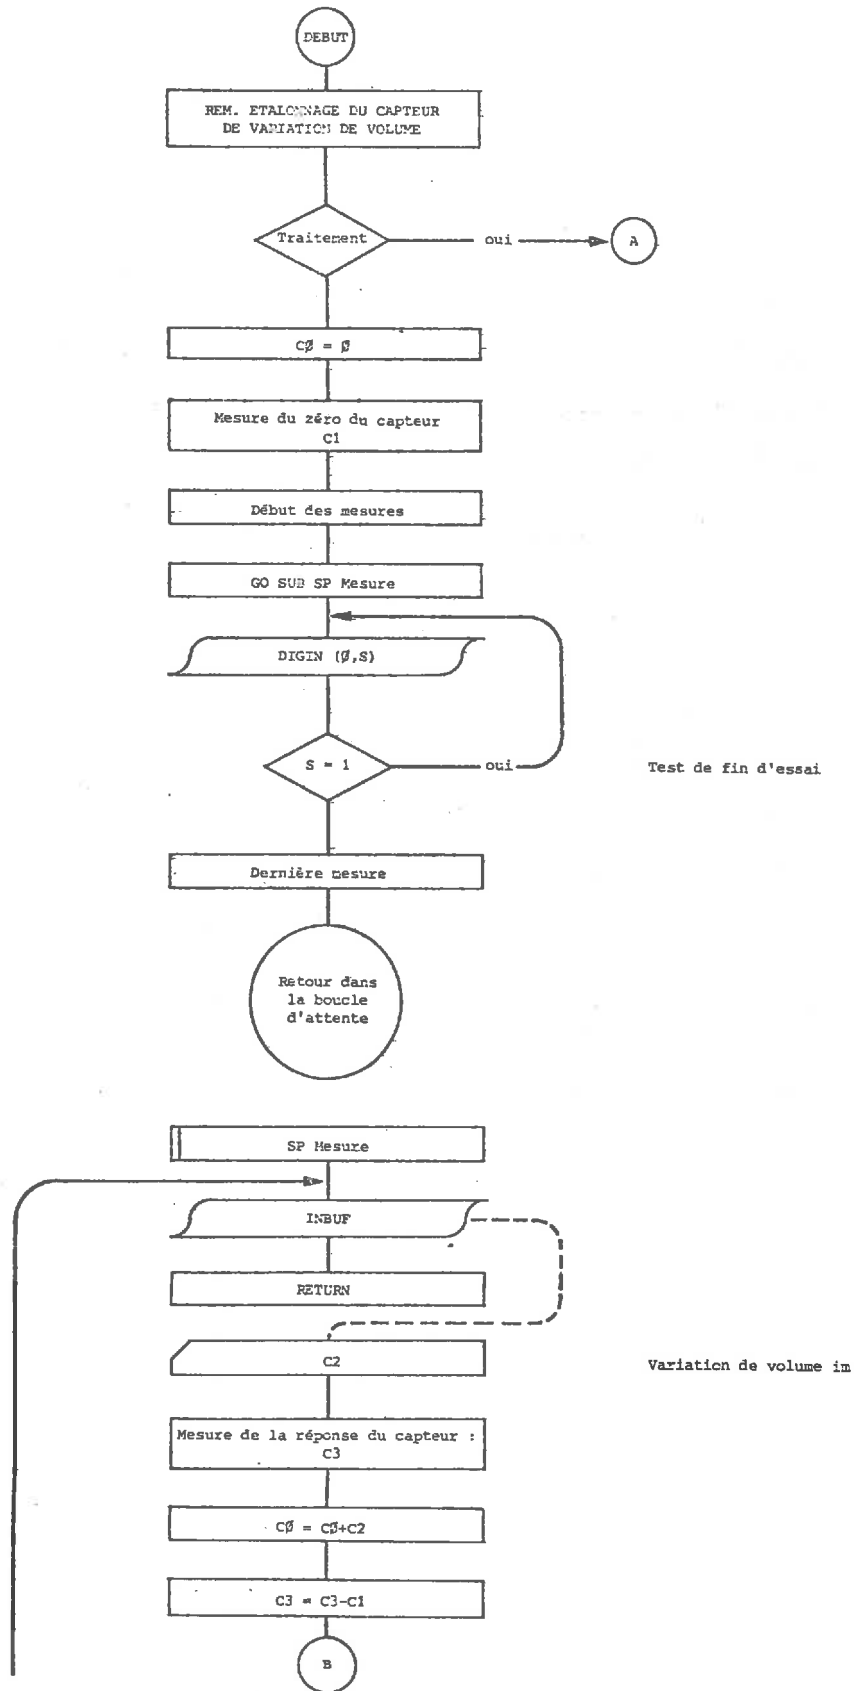 DEBUT
REM. ETALONNAGE DU CAPTEUR
DE VARIATION DE VOLUME
Traitement
oui
A
CØ = Ø
Mesure du zéro du capteur
C1
Début des mesures
GO SUB SP Mesure
DIGIN (Ø,S)
S = 1
oui
Test de fin d'essai
Dernière mesure
Retour dans
la boucle
d'attente
SP Mesure
INBUF
RETURN
C2
Variation de volume im
Mesure de la réponse du capteur :
C3
CØ = CØ+C2
C3 = C3-C1
B